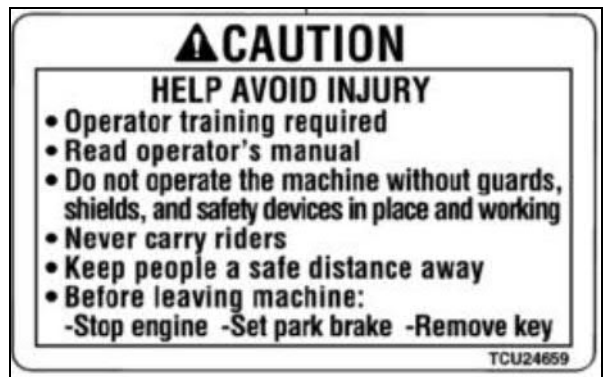 ⚠CAUTION
HELP AVOID INJURY
• Operator training required
• Read operator's manual
• Do not operate the machine without guards,
shields, and safety devices in place and working
• Never carry riders
• Keep people a safe distance away
• Before leaving machine:
-Stop engine -Set park brake -Remove key
TCU24659